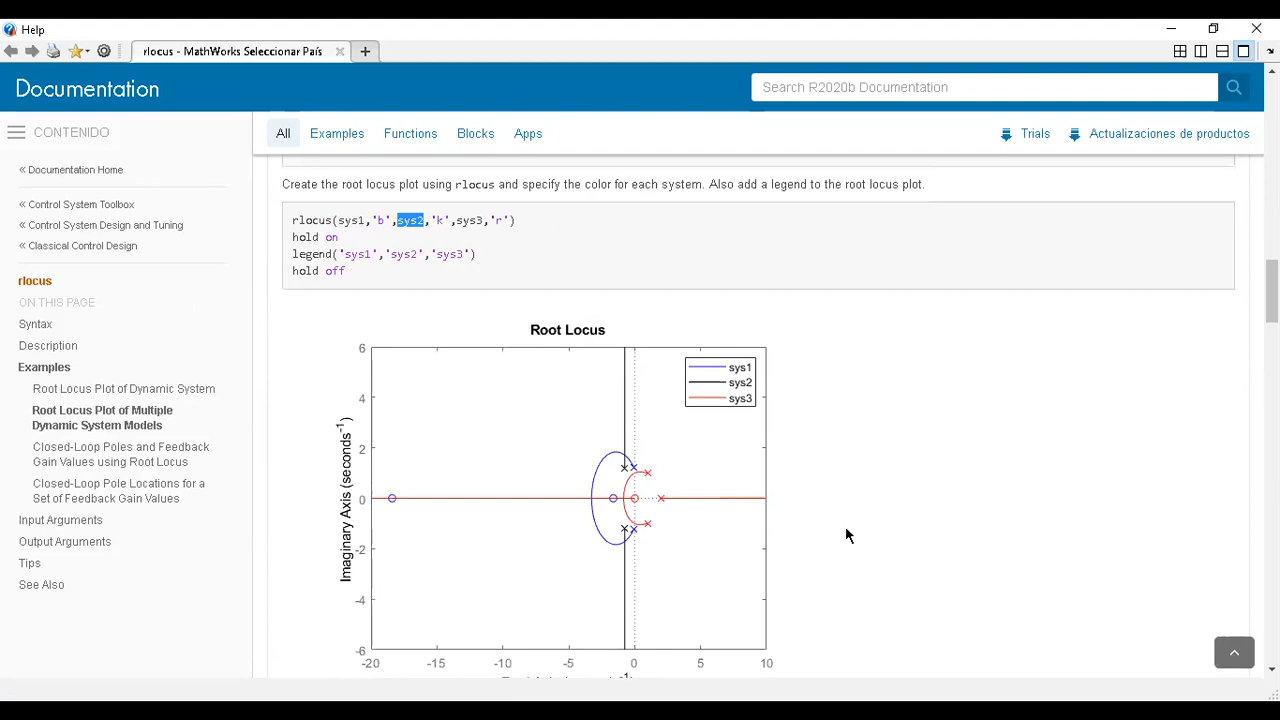 Help
rlocus - MathWorks Seleccionar País
Documentation
Search R2020b Documentation
CONTENIDO
All
Examples
Functions
Blocks
Apps
Trials
Actualizaciones de productos
« Documentation Home
« Control System Toolbox
« Control System Design and Tuning
« Classical Control Design
rlocus
ON THIS PAGE
Syntax
Description
Examples
Root Locus Plot of Dynamic System
Root Locus Plot of Multiple
Dynamic System Models
Closed-Loop Poles and Feedback
Gain Values using Root Locus
Closed-Loop Pole Locations for a
Set of Feedback Gain Values
Input Arguments
Output Arguments
Tips
See Also
Create the root locus plot using rlocus and specify the color for each system. Also add a legend to the root locus plot.
rlocus(sys1,'b',sys2,'k',sys3,'r')
hold on
legend('sys1','sys2','sys3')
hold off
Root Locus
sys1
sys2
sys3
Imaginary Axis (seconds-1)
6
4
2
0
-2
-4
-6
-20
-15
-10
-5
0
5
10